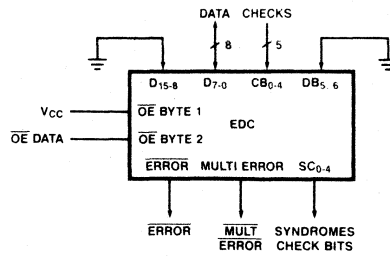 DATA CHECKS
8 5
D15-8 D7-0 CB0-4 DB5, 6
VCC OE BYTE 1
EDC
OE DATA OE BYTE 2
ERROR MULTI ERROR SC0-4
ERROR MULT ERROR SYNDROMES CHECK BITS